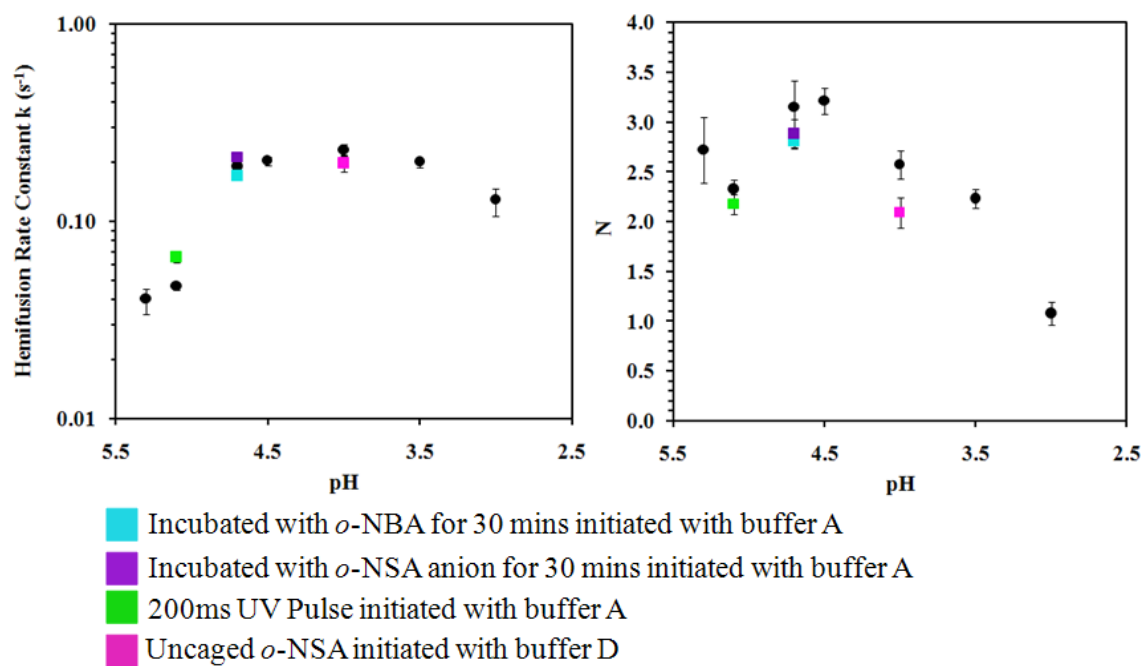 Hemifusion Rate Constant k (s⁻¹)
1.00
0.10
0.01
5.5 4.5 3.5 2.5
pH
N
4.0
3.5
3.0
2.5
2.0
1.5
1.0
0.5
0.0
5.5 4.5 3.5 2.5
pH
Incubated with o-NBA for 30 mins initiated with buffer A
Incubated with o-NSA anion for 30 mins initiated with buffer A
200ms UV Pulse initiated with buffer A
Uncaged o-NSA initiated with buffer D